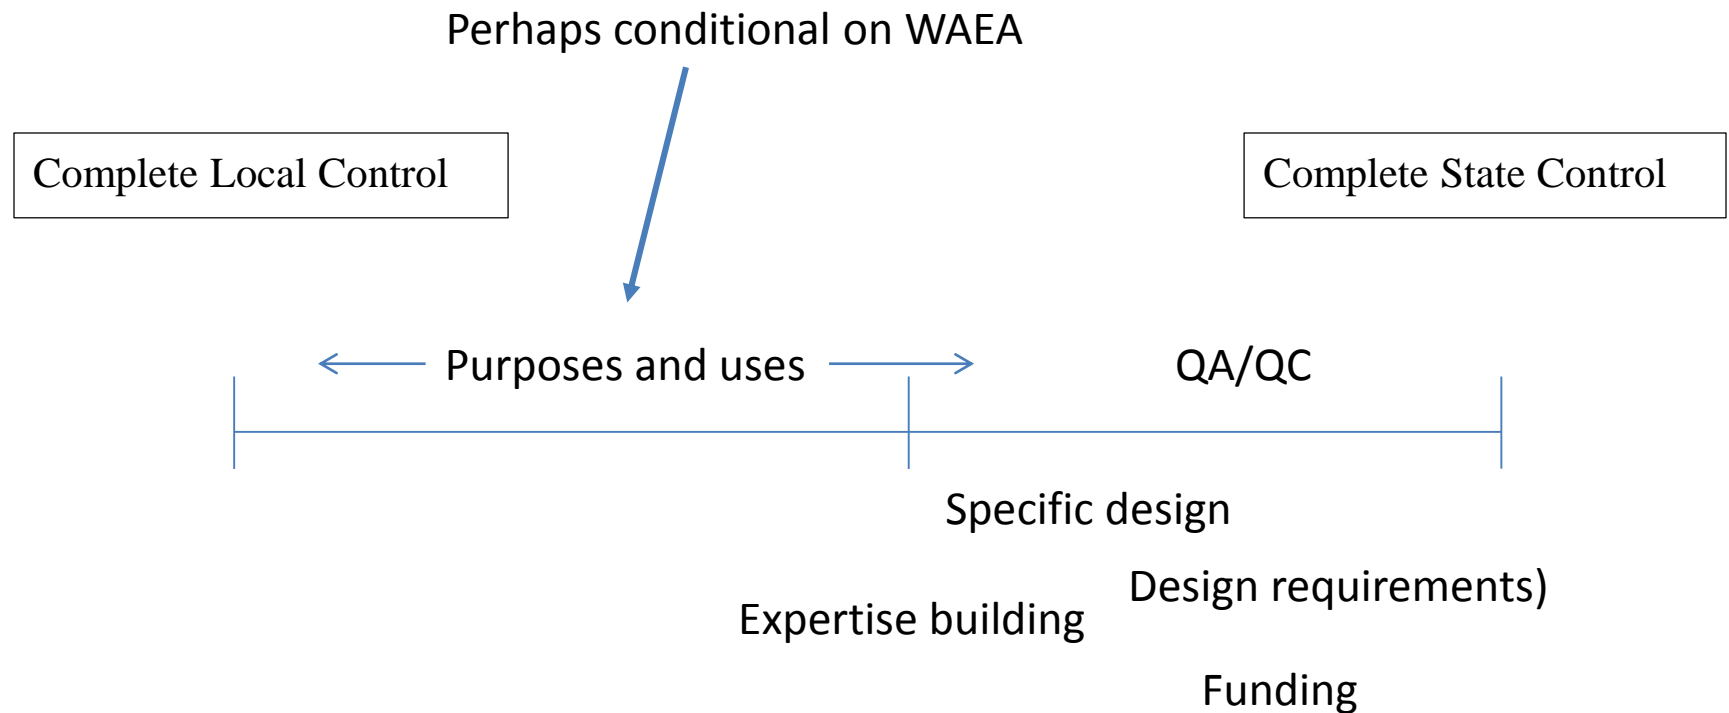 Perhaps conditional on WAEA
Complete Local Control
Complete State Control
Purposes and uses
QA/QC
Specific design
Design requirements)
Expertise building
Funding